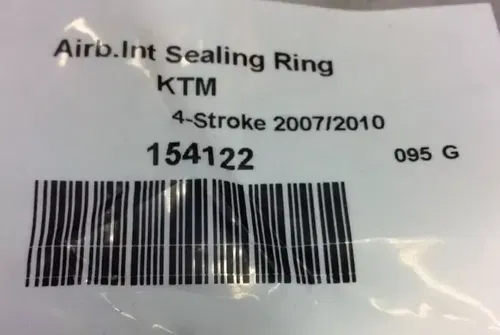 Airb.Int Sealing Ring
KTM
4-Stroke 2007/2010
154122 095 G